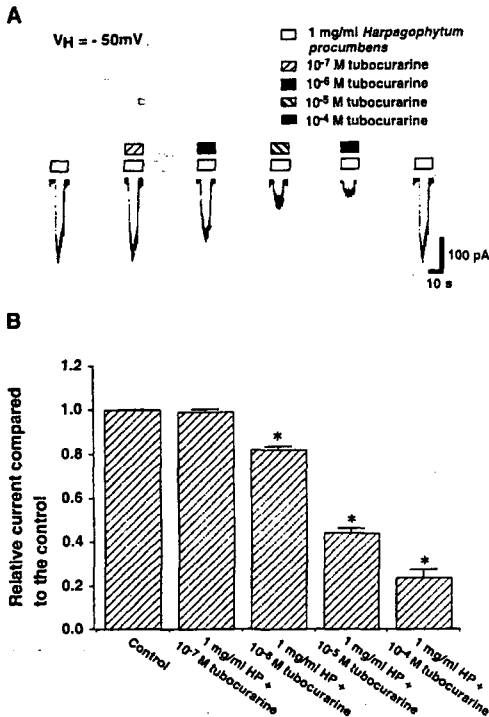 A
V_H = - 50mV
1 mg/ml Harpagophytum
procumbens
10-7 M tubocurarine
10-6 M tubocurarine
10-5 M tubocurarine
10-4 M tubocurarine
100 pA
10 s
B
Relative current compared
to the control
1.2
1.0
0.8
0.6
0.4
0.2
0.0
Control
1 mg/ml HP +
10-7 M tubocurarine
1 mg/ml HP +
10-6 M tubocurarine
1 mg/ml HP +
10-5 M tubocurarine
1 mg/ml HP +
10-4 M tubocurarine
*
*
*